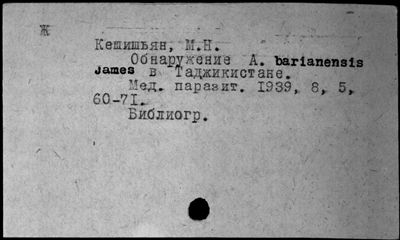 Ж
Кешишьян, М.Н.
Обнаружение A. barianensis
James в Таджикистане.
Мед. паразит. 1939, 8, 5,
60-71.
Библиогр.